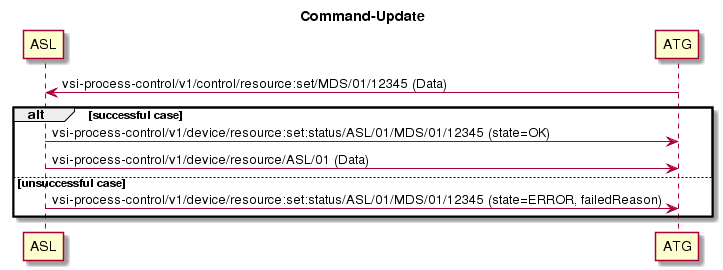 Command-Update
ASL
ATG
vsi-process-control/v1/control/resource:set/MDS/01/12345 (Data)
alt
[successful case]
vsi-process-control/v1/device/resource:set:status/ASL/01/MDS/01/12345 (state=OK)
vsi-process-control/v1/device/resource/ASL/01 (Data)
[unsuccessful case]
vsi-process-control/v1/device/resource:set:status/ASL/01/MDS/01/12345 (state=ERROR, failedReason)
ASL
ATG